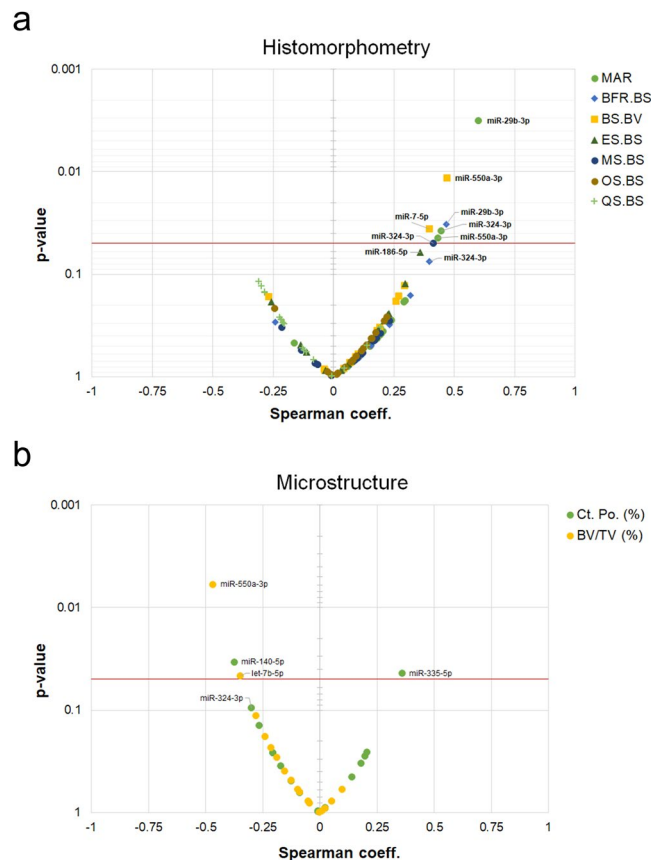 a
Histomorphometry
0.001
0.01
0.1
1
p-value
-1
-0.75
-0.5
-0.25
0
0.25
0.5
0.75
1
Spearman coeff.
miR-29b-3p
miR-550a-3p
miR-7-5p
miR-29b-3p
miR-324-3p
miR-324-3p
miR-550a-3p
miR-186-5p
miR-324-3p
MAR
BFR.BS
BS.BV
ES.BS
MS.BS
OS.BS
QS.BS
b
Microstructure
0.001
0.01
0.1
1
p-value
-1
-0.75
-0.5
-0.25
0
0.25
0.5
0.75
1
Spearman coeff.
miR-550a-3p
miR-140-5p
let-7b-5p
miR-335-5p
miR-324-3p
Ct. Po. (%)
BV/TV (%)